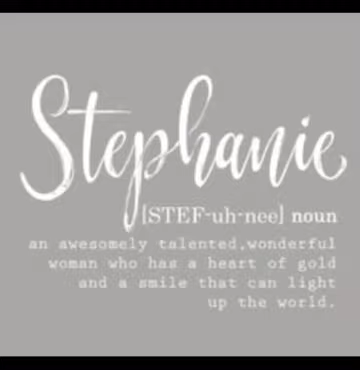 Stephanie
[STEF-uh-nee] noun
an awesomely talented,wonderful
woman who has a heart of gold
and a smile that can light
up the world.